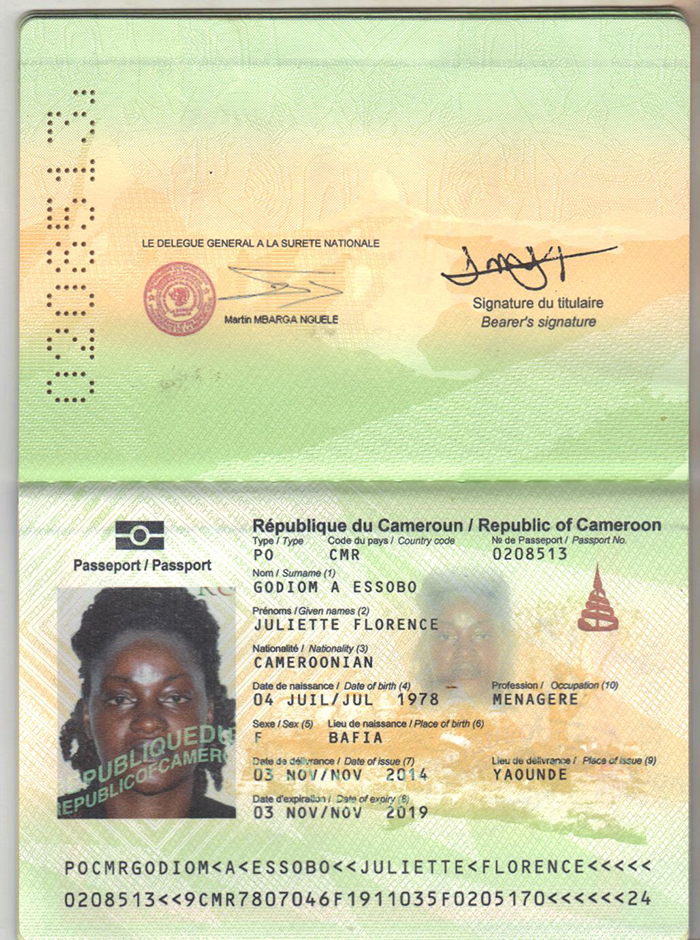 0208513
LE DELEGUE GENERAL A LA SURETE NATIONALE
Martin MBARGA NGUELE
Signature du titulaire
Bearer's signature
République du Cameroun / Republic of Cameroon
Type / Type Code du pays / Country code № de Passeport / Passport No.
PO CMR 0208513
Passeport / Passport
Nom / Surname (1)
GODIOM A ESSOBO
Prénoms / Given names (2)
JULIETTE FLORENCE
Nationalité / Nationality (3)
CAMEROONIAN
Date de naissance / Date of birth (4) Profession / Occupation (10)
04 JUIL/JUL 1978 MENAGERE
Sexe / Sex (5) Lieu de naissance / Place of birth (6)
F BAFIA
Date de délivrance / Date of issue (7) Lieu de délivrance / Place of issue (9)
03 NOV/NOV 2014 YAOUNDE
Date d'expiration / Date of expiry (8)
03 NOV/NOV 2019
PUBLIQUE DU
EPUBLIC OF CAMERO
POCMRGODIOM<A<ESSOBO<<JULIETTE<FLORENCE<<<<<
0208513<<9CMR7807046F1911035F0205170<<<<<<24